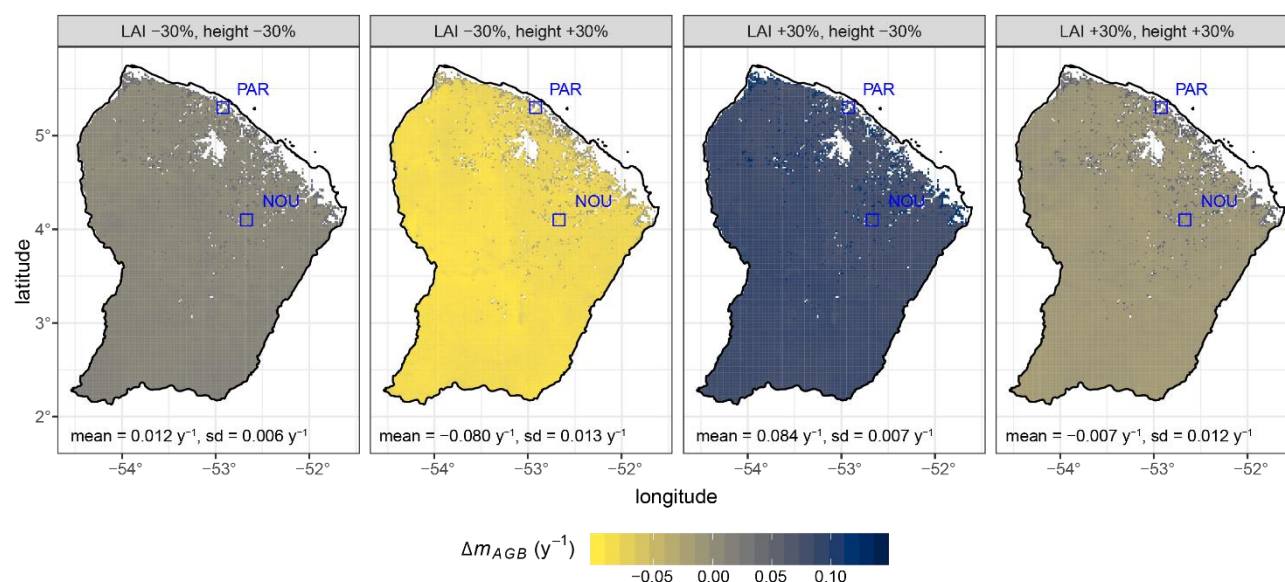 LAI −30%, height −30%
LAI −30%, height +30%
LAI +30%, height −30%
LAI +30%, height +30%
PAR
PAR
PAR
PAR
5°
NOU
NOU
NOU
NOU
4°
latitude
3°
2°
mean = 0.012 y⁻¹, sd = 0.006 y⁻¹
mean = −0.080 y⁻¹, sd = 0.013 y⁻¹
mean = 0.084 y⁻¹, sd = 0.007 y⁻¹
mean = −0.007 y⁻¹, sd = 0.012 y⁻¹
−54° −53° −52°
−54° −53° −52°
−54° −53° −52°
−54° −53° −52°
longitude
Δm_AGB (y⁻¹)
−0.05 0.00 0.05 0.10